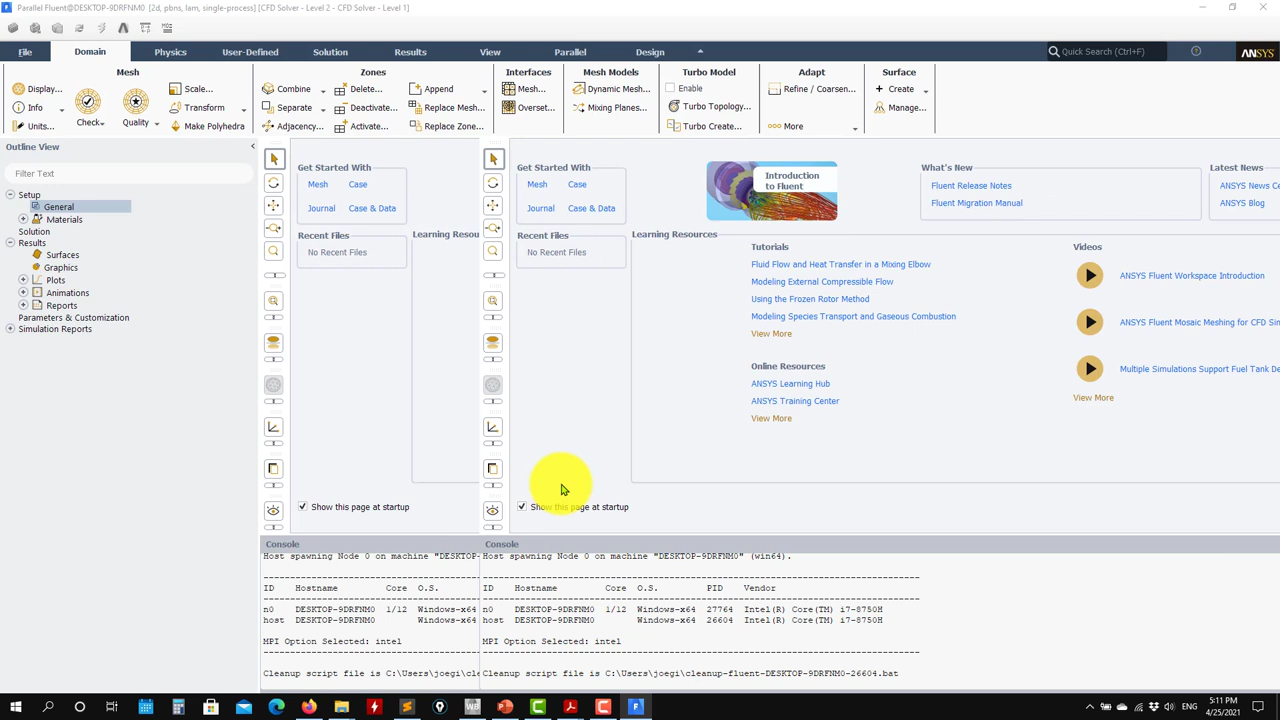 Parallel Fluent@DESKTOP-9DRFNM0 [2d, pbns, lam, single-process] [CFD Solver - Level 2 - CFD Solver - Level 1]
File Domain Physics User-Defined Solution Results View Parallel Design Quick Search (Ctrl+F) ANSYS
Mesh
Display...
Info
Units...
Check
Quality
Scale...
Transform
Make Polyhedra
Zones
Combine
Separate
Adjacency...
Delete...
Deactivate...
Activate...
Append
Replace Mesh...
Replace Zone...
Interfaces
Mesh...
Overset...
Mesh Models
Dynamic Mesh...
Mixing Planes...
Turbo Model
Enable
Turbo Topology...
Turbo Create...
Adapt
Refine / Coarsen...
More
Surface
Create
Manage...
Outline View
Filter Text
Setup
General
Materials
Solution
Results
Surfaces
Graphics
Plots
Animations
Reports
Parameters & Customization
Simulation Reports
Get Started With
Mesh Case
Journal Case & Data
Recent Files
No Recent Files
Learning Resou
Show this page at startup
Get Started With
Mesh Case
Journal Case & Data
Recent Files
No Recent Files
Introduction
to Fluent
What's New
Fluent Release Notes
Fluent Migration Manual
Latest News
ANSYS News Ce
ANSYS Blog
Learning Resources
Tutorials
Fluid Flow and Heat Transfer in a Mixing Elbow
Modeling External Compressible Flow
Using the Frozen Rotor Method
Modeling Species Transport and Gaseous Combustion
View More
Online Resources
ANSYS Learning Hub
ANSYS Training Center
View More
Videos
ANSYS Fluent Workspace Introduction
ANSYS Fluent Mosaic Meshing for CFD Sin
Multiple Simulations Support Fuel Tank De
View More
Show this page at startup
Console
Host spawning Node 0 on machine "DESKTOP-
ID Hostname Core O.S.
n0 DESKTOP-9DRFNM0 1/12 Windows-x64
host DESKTOP-9DRFNM0 Windows-x64
MPI Option Selected: intel
Cleanup script file is C:\Users\joegi\cle
Console
Host spawning Node 0 on machine "DESKTOP-9DRFNM0" (win64).
ID Hostname Core O.S. PID Vendor
n0 DESKTOP-9DRFNM0 1/12 Windows-x64 27764 Intel(R) Core(TM) i7-8750H
host DESKTOP-9DRFNM0 Windows-x64 26604 Intel(R) Core(TM) i7-8750H
MPI Option Selected: intel
Cleanup script file is C:\Users\joegi\cleanup-fluent-DESKTOP-9DRFNM0-26604.bat
ENG
5:11 PM
4/25/2021